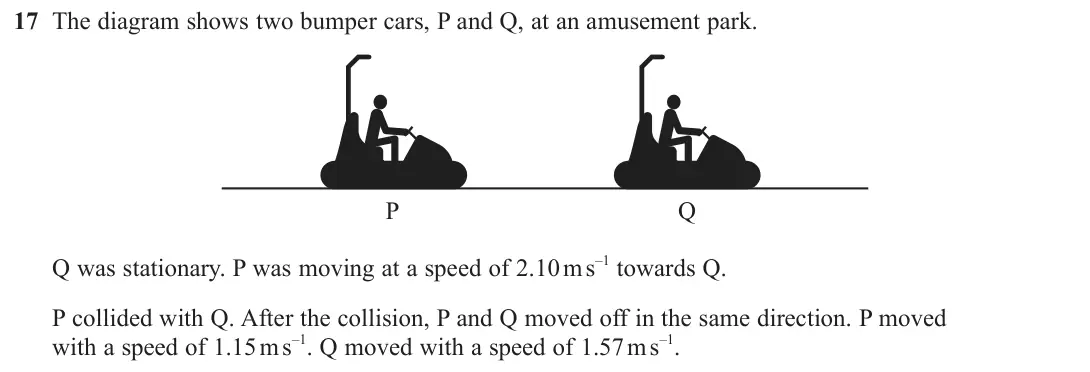 17 The diagram shows two bumper cars, P and Q, at an amusement park.
P
Q
Q was stationary. P was moving at a speed of 2.10 m s⁻¹ towards Q.
P collided with Q. After the collision, P and Q moved off in the same direction. P moved
with a speed of 1.15 m s⁻¹. Q moved with a speed of 1.57 m s⁻¹.